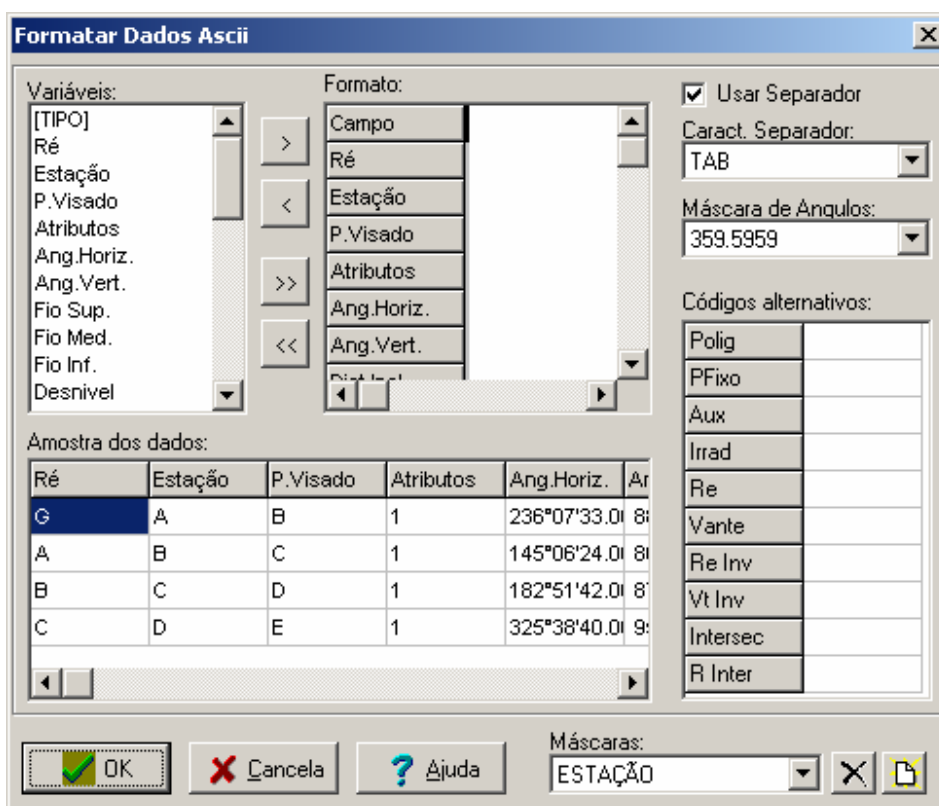 Formatar Dados Ascii
Variáveis:
[TIPO]
Ré
Estação
P.Visado
Atributos
Ang.Horiz.
Ang.Vert.
Fio Sup.
Fio Med.
Fio Inf.
Desnivel
>
<
>>
<<
Formato:
Campo
Ré
Estação
P.Visado
Atributos
Ang.Horiz.
Ang.Vert.
Usar Separador
Caract. Separador:
TAB
Máscara de Angulos:
359.5959
Códigos alternativos:
Polig
PFixo
Aux
Irrad
Re
Vante
Re Inv
Vt Inv
Intersec
R Inter
Amostra dos dados:
Ré Estação P.Visado Atributos Ang.Horiz.
G A B 1 236°07'33.0
A B C 1 145°06'24.0
B C D 1 182°51'42.0
C D E 1 325°38'40.0
OK Cancela Ajuda
Máscaras:
ESTAÇÃO